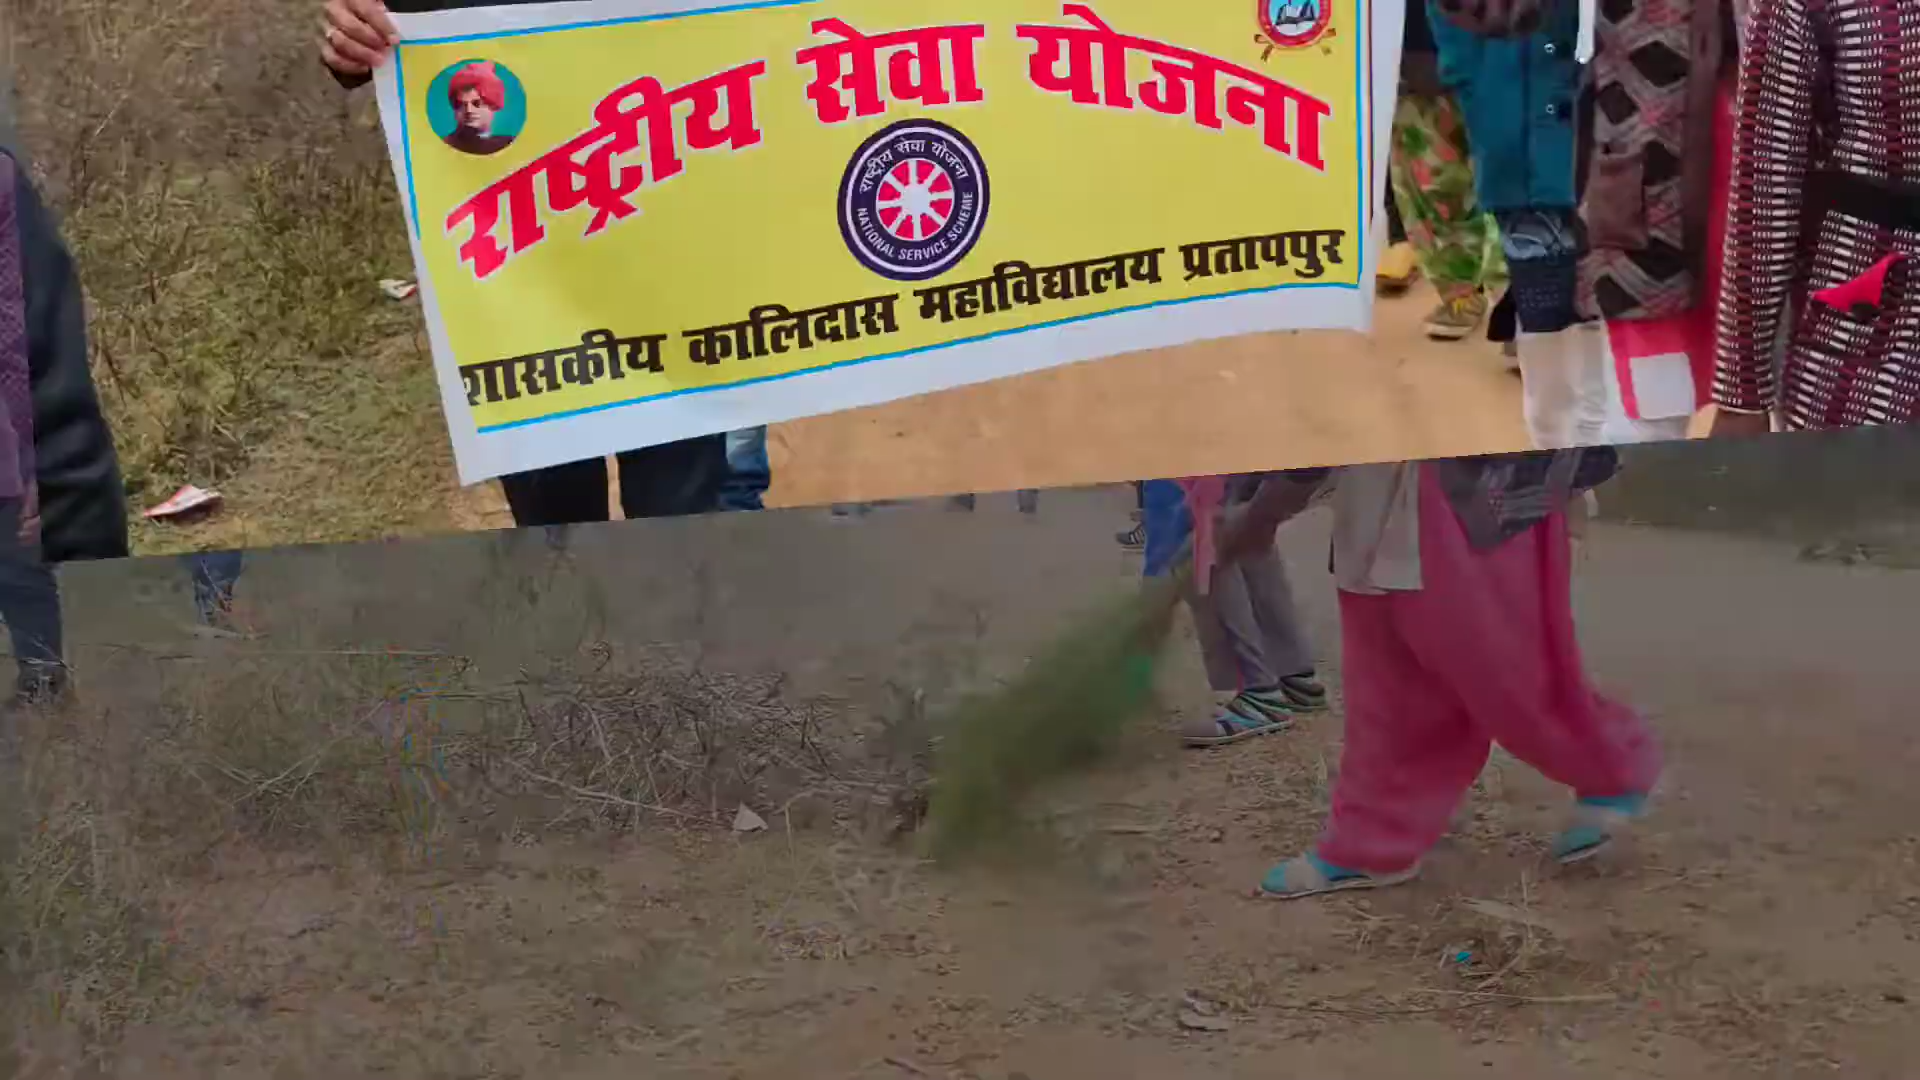 राष्ट्रीय सेवा योजना
राष्ट्रीय सेवा योजना
NATIONAL SERVICE SCHEME
शासकीय कालिदास महाविद्यालय प्रतापपुर